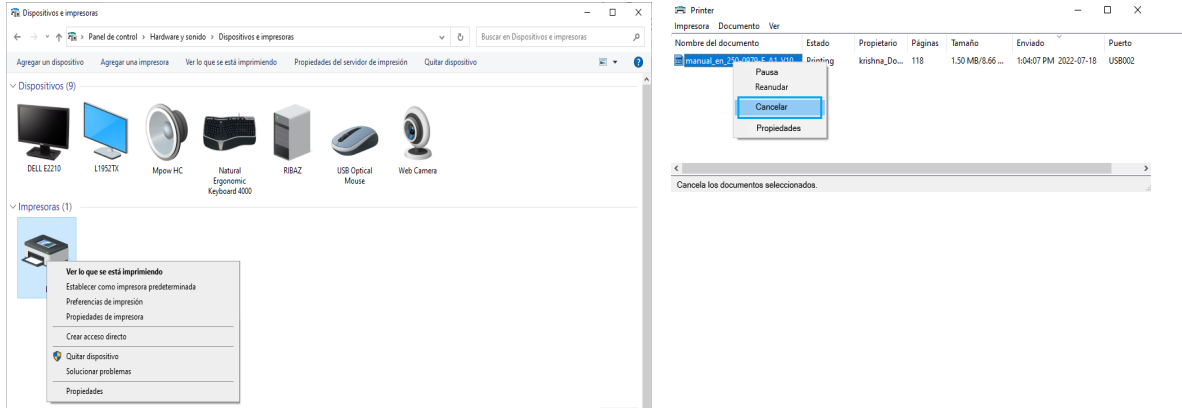 Dispositivos e impresoras
Panel de control > Hardware y sonido > Dispositivos e impresoras
Buscar en Dispositivos e impresoras
Agregar un dispositivo Agregar una impresora Ver lo que se está imprimiendo Propiedades del servidor de impresión Quitar dispositivo
Dispositivos (9)
DELL E2210
L1952TX
Mpow HC
Natural
Ergonomic
Keyboard 4000
RIBAZ
USB Optical
Mouse
Web Camera
Impresoras (1)
Ver lo que se está imprimiendo
Establecer como impresora predeterminada
Preferencias de impresión
Propiedades de impresora
Crear acceso directo
Quitar dispositivo
Solucionar problemas
Propiedades
Printer
Impresora Documento Ver
Nombre del documento Estado Propietario Páginas Tamaño Enviado Puerto
manual_en_250-0979-E_A1_V10... Printing krishna_Do... 118 1.50 MB/8.66 ... 1:04:07 PM 2022-07-18 USB002
Pausa
Reanudar
Cancelar
Propiedades
Cancela los documentos seleccionados.